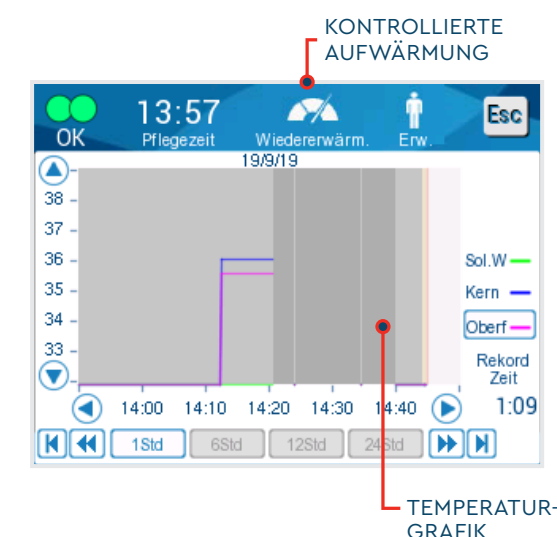 KONTROLLIERTE
AUFWÄRMUNG
OK
13:57
Pflegezeit
Wiedererwärm.
Erw.
Esc
19/9/19
38
37
36
35
34
33
Sol.W
Kern
Oberf
Rekord
Zeit
1:09
14:00 14:10 14:20 14:30 14:40
1Std 6Std 12Std 24Std
TEMPERATUR-
GRAFIK